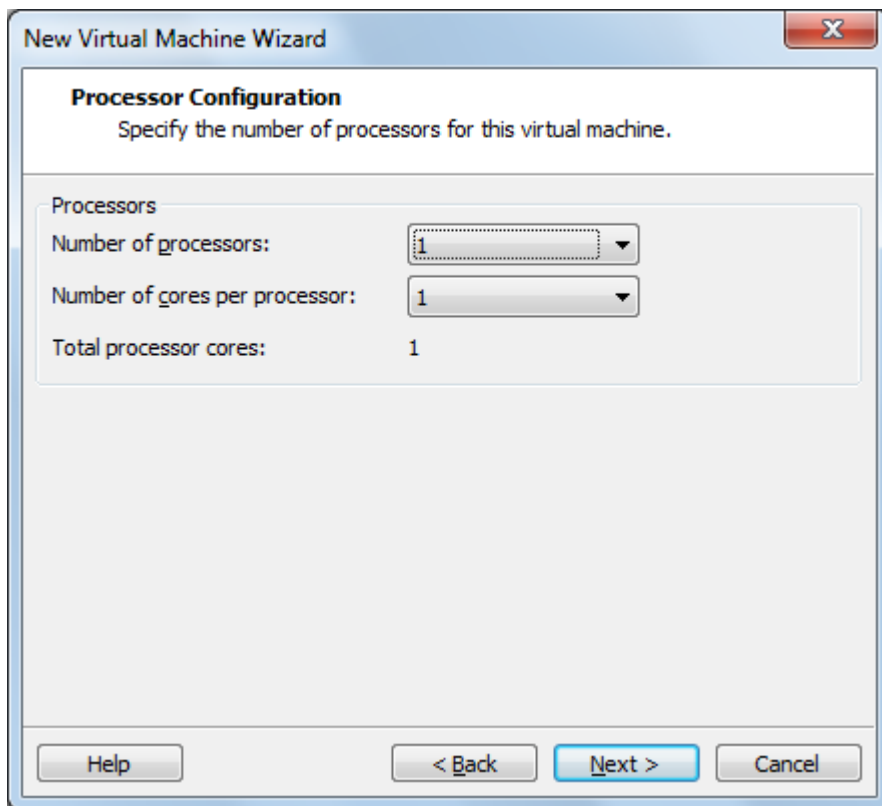 New Virtual Machine Wizard
Processor Configuration
Specify the number of processors for this virtual machine.
Processors
Number of processors: 1
Number of cores per processor: 1
Total processor cores: 1
Help < Back Next > Cancel